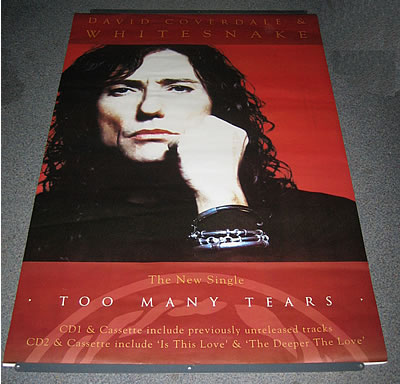 DAVID COVERDALE &
WHITESNAKE
The New Single
· TOO MANY TEARS ·
CD1 & Cassette include previously unreleased tracks
CD2 & Cassette include 'Is This Love' & 'The Deeper The Love'